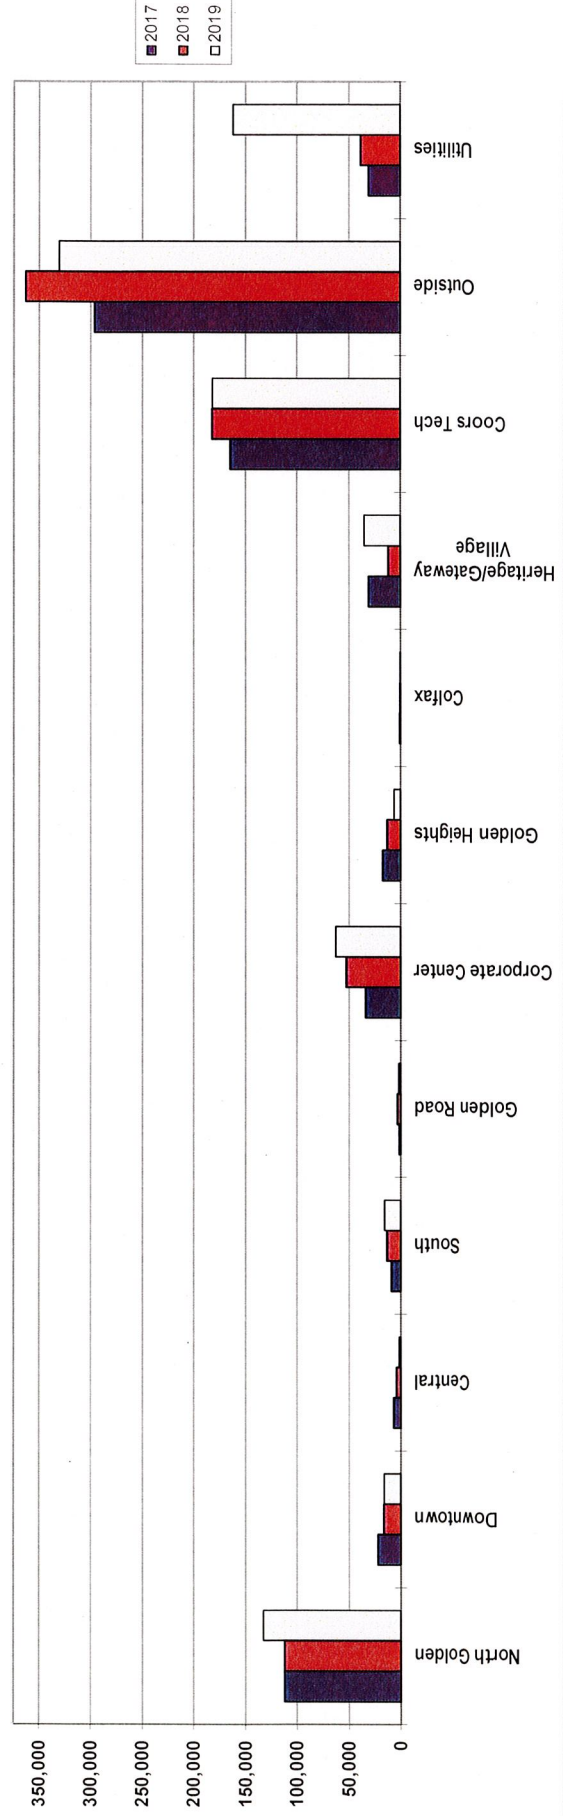 350,000
300,000
250,000
200,000
150,000
100,000
50,000
0
North Golden
Downtown
Central
South
Golden Road
Corporate Center
Golden Heights
Colfax
Heritage/Gateway
Village
Coors Tech
Outside
Utilities
2017
2018
2019